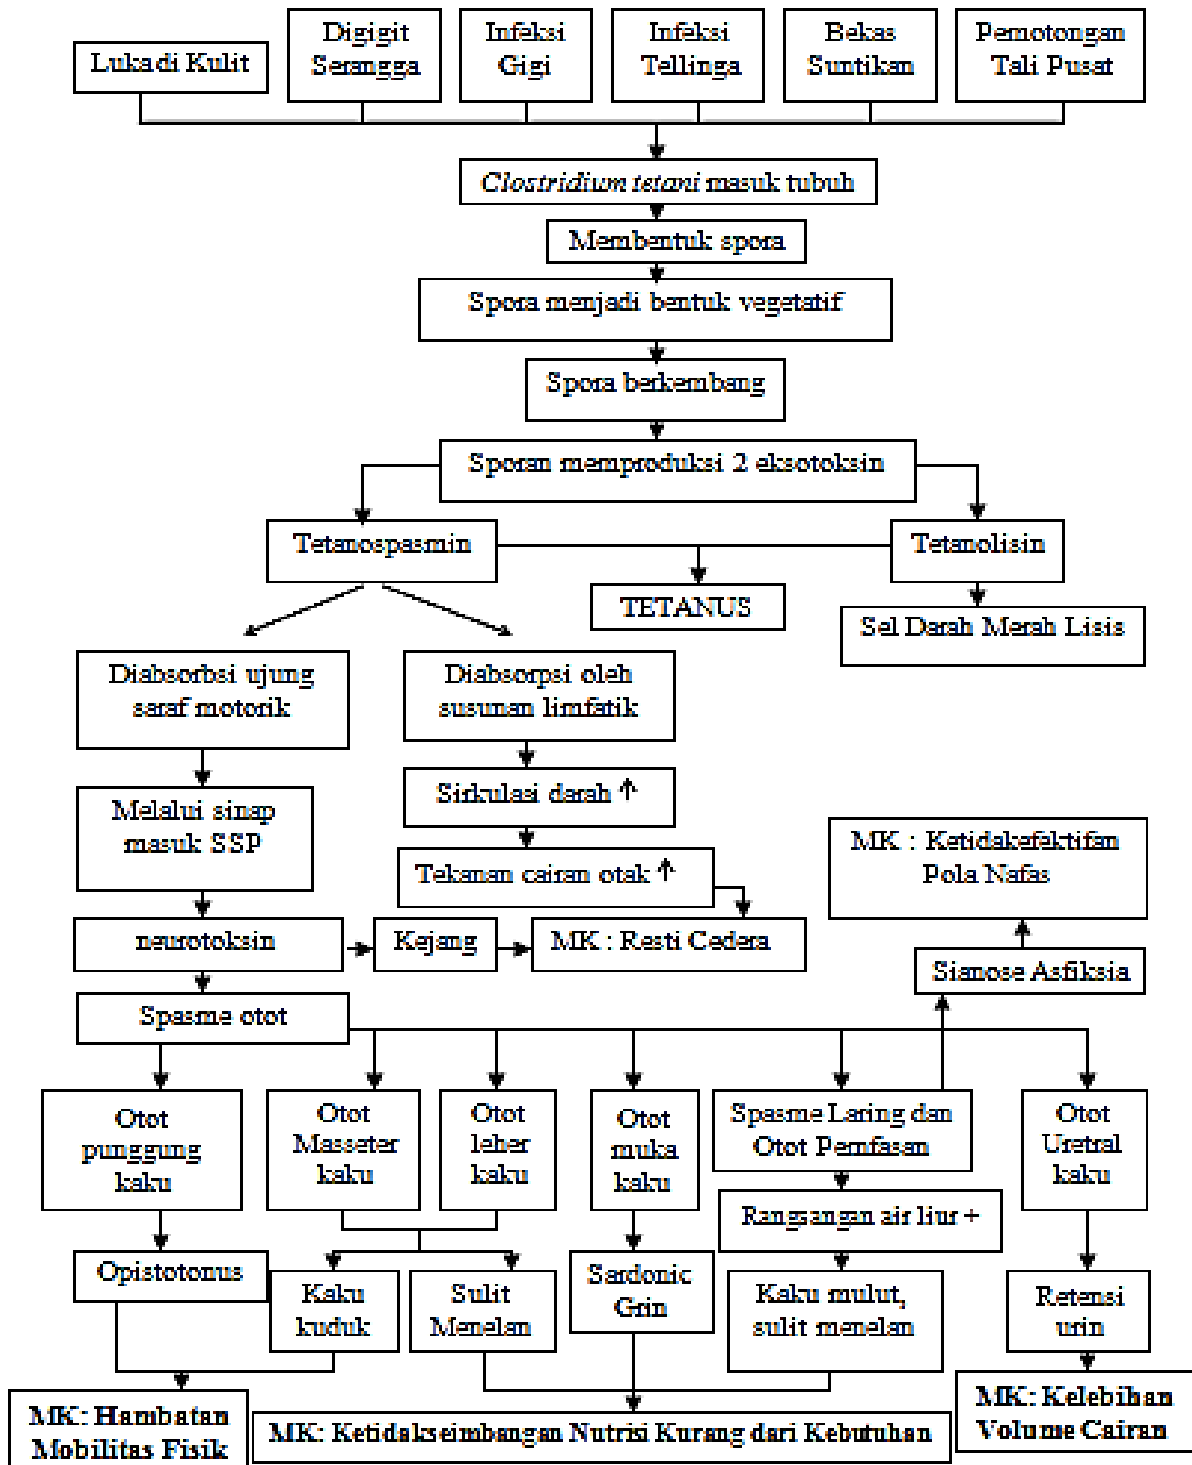 Luka di Kulit
Digigit
Serangga
Infeksi
Gigi
Infeksi
Tellinga
Bekas
Suntikan
Pemotongan
Tali Pusat
Clostridium tetani masuk tubuh
Membentuk spora
Spora menjadi bentuk vegetatif
Spora berkembang
Sporan memproduksi 2 eksotoksin
Tetanospasmin
Tetanolisin
TETANUS
Sel Darah Merah Lisis
Diabsorbsi ujung
saraf motorik
Diabsorpsi oleh
susunan limfatik
Sirkulasi darah ↑
Melalui sinap
masuk SSP
Tekanan cairan otak ↑
MK : Ketidakefektifan
Pola Nafas
neurotoksin
Kejang
MK : Resti Cedera
Sianose Asfiksia
Spasme otot
Otot
punggung
kaku
Otot
Masseter
kaku
Otot
leher
kaku
Otot
muka
kaku
Spasme Laring dan
Otot Pernfasan
Otot
Uretral
kaku
Rangsangan air liur +
Opistotonus
Kaku
kuduk
Sulit
Menelan
Sardonic
Grin
Kaku mulut,
sulit menelan
Retensi
urin
MK: Hambatan
Mobilitas Fisik
MK: Ketidakseimbangan Nutrisi Kurang dari Kebutuhan
MK: Kelebihan
Volume Cairan